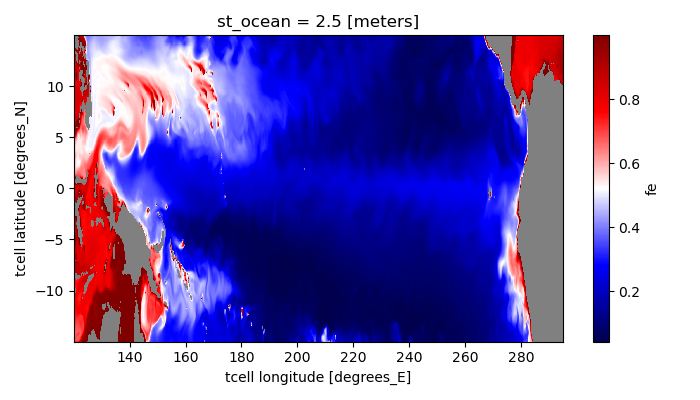 st_ocean = 2.5 [meters]
tcell latitude [degrees_N]
10
5
0
−5
−10
140 160 180 200 220 240 260 280
tcell longitude [degrees_E]
0.8
0.6
0.4
0.2
fe